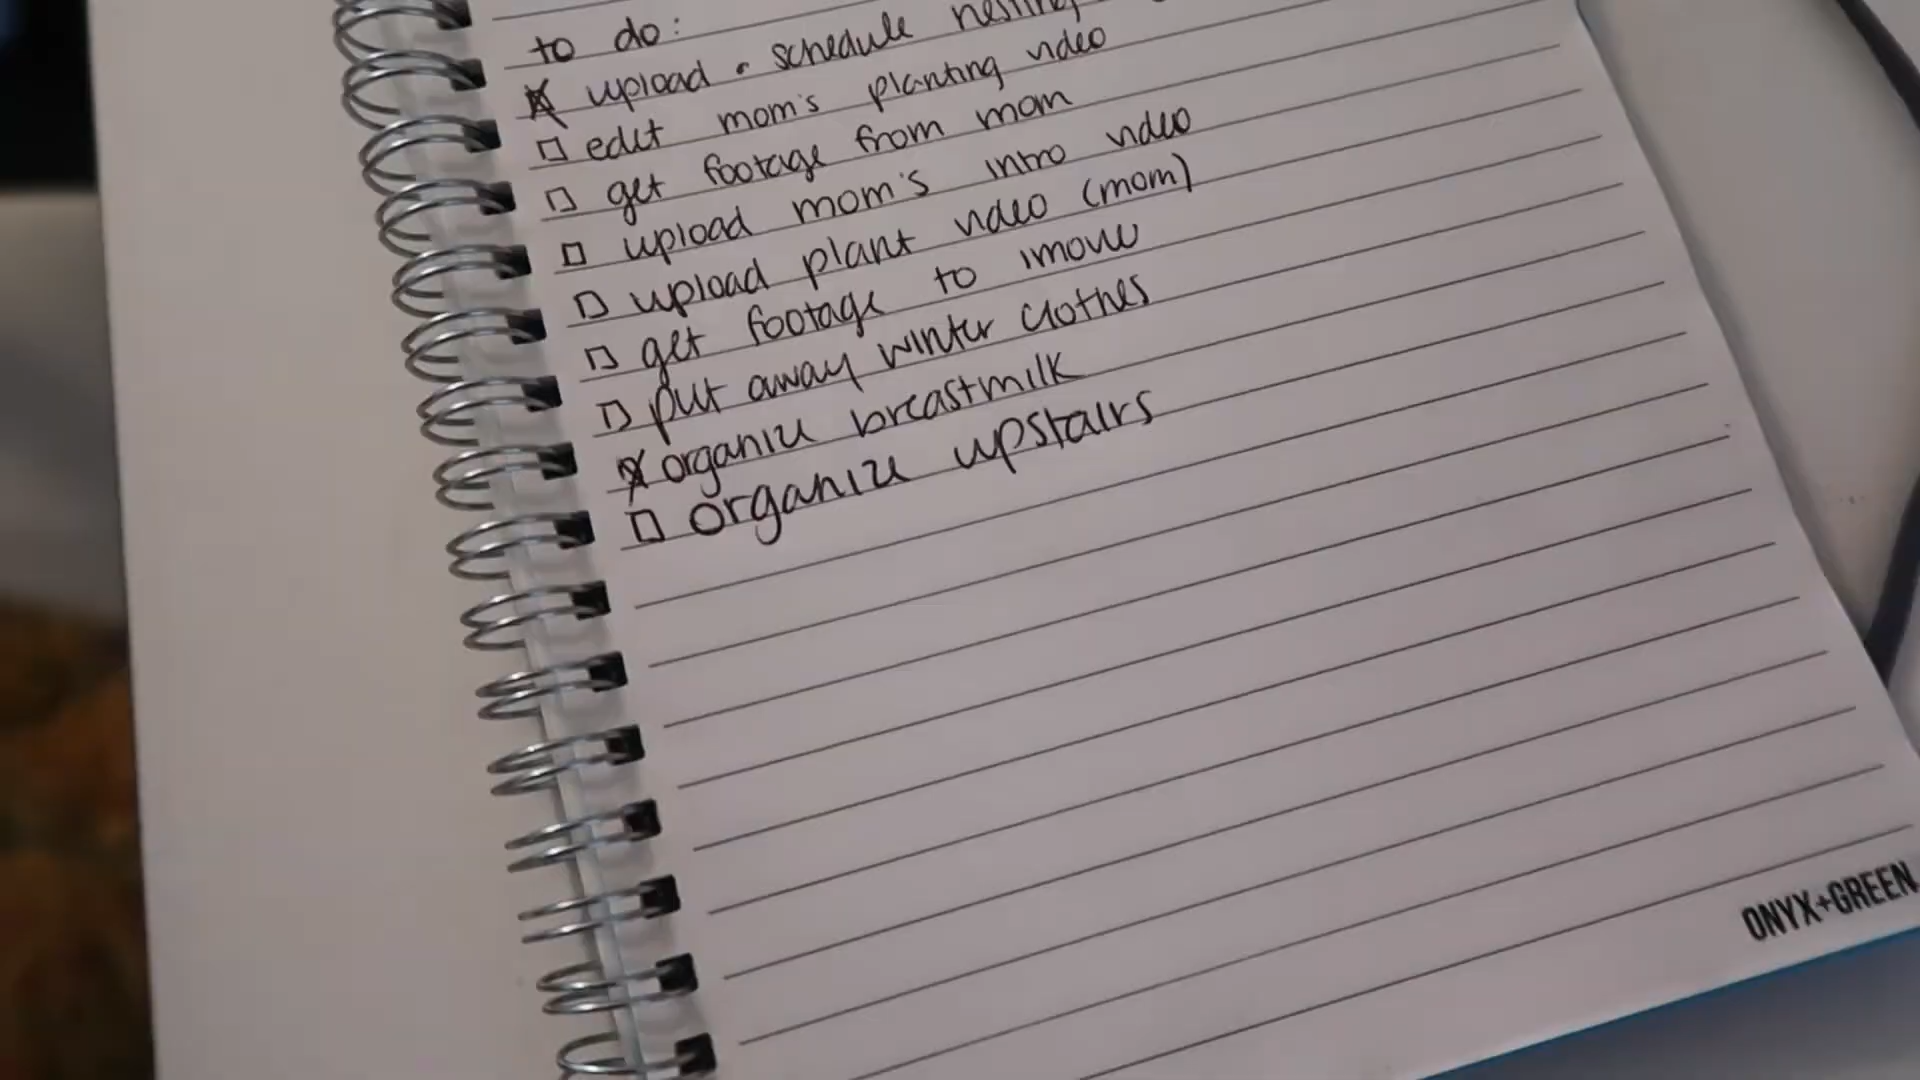 to do:
upload + schedule nesting
edit mom's planting video
get footage from mom
upload mom's intro video
upload plant video (mom)
get footage to imovie
put away winter clothes
organize breastmilk
organize upstairs
ONYX+GREEN